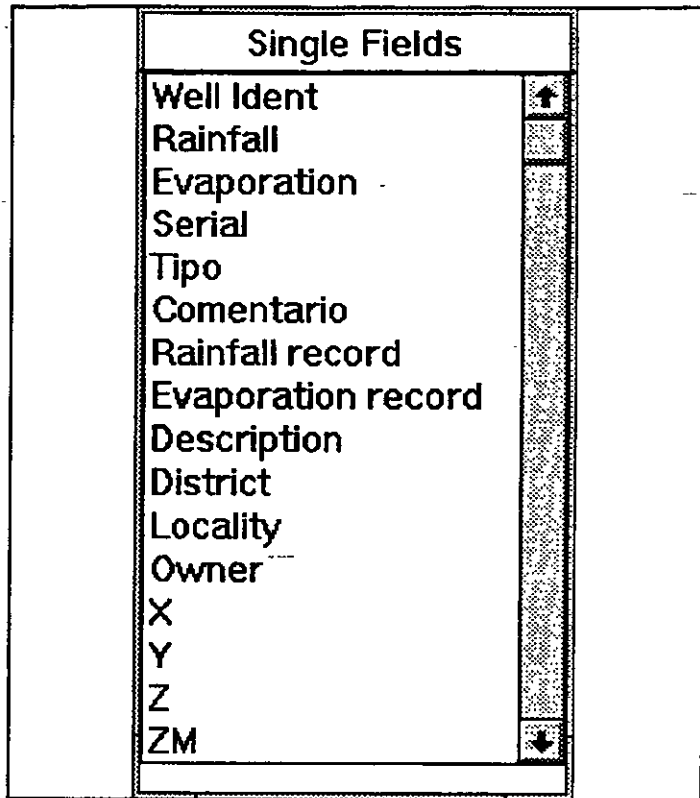 Single Fields
Well Ident
Rainfall
Evaporation
Serial
Tipo
Comentario
Rainfall record
Evaporation record
Description
District
Locality
Owner
X
Y
Z
ZM